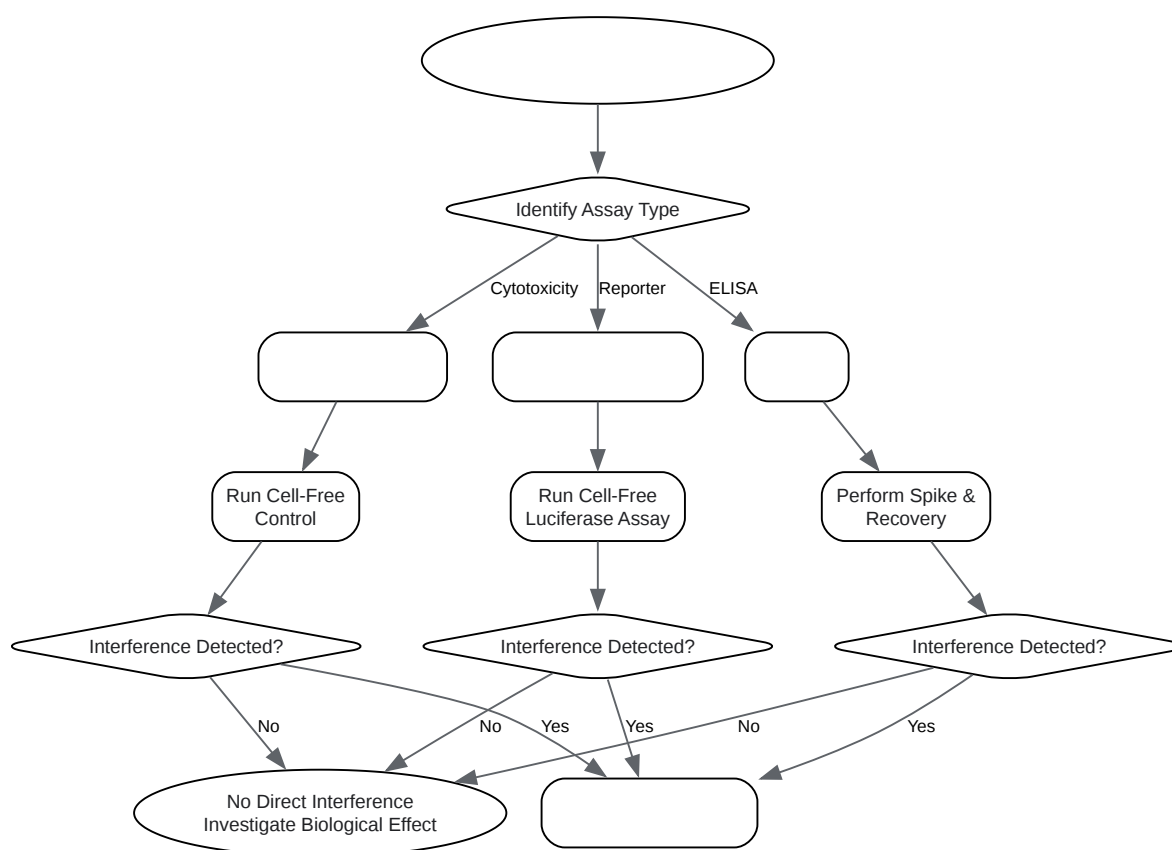 Identify Assay Type
Cytotoxicity
Reporter
ELISA
Run Cell-Free
Control
Run Cell-Free
Luciferase Assay
Perform Spike &
Recovery
Interference Detected?
Interference Detected?
Interference Detected?
No
No
Yes
Yes
No
Yes
No Direct Interference
Investigate Biological Effect